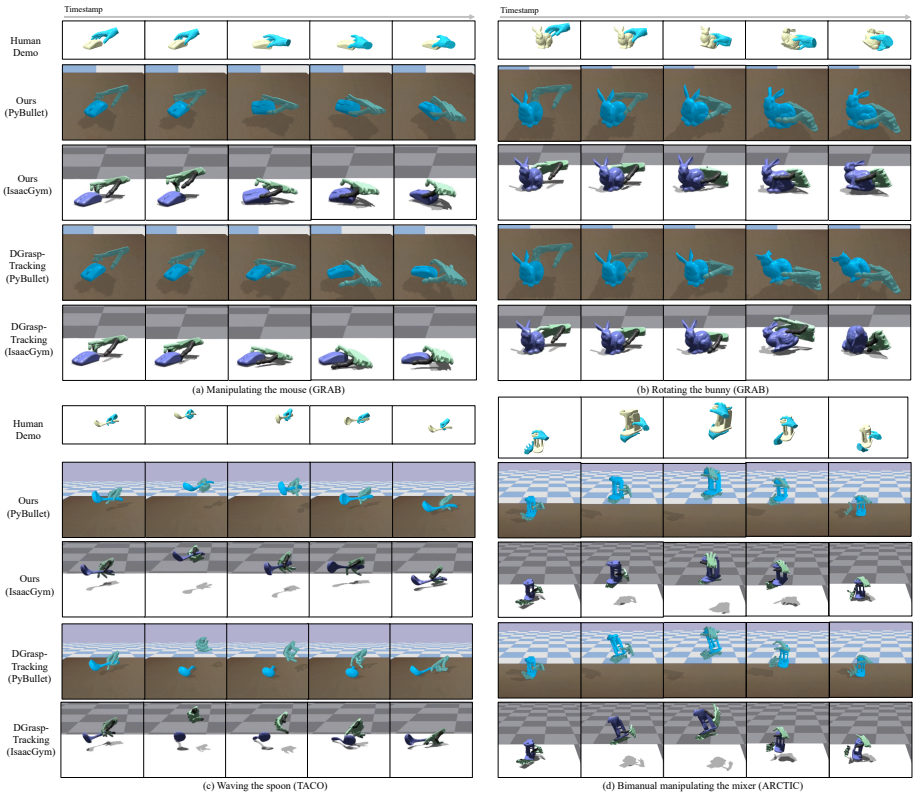 Timestamp
Timestamp
Human
Demo
Ours
(PyBullet)
Ours
(IsaacGym)
DGrasp-
Tracking
(PyBullet)
DGrasp-
Tracking
(IsaacGym)
(a) Manipulating the mouse (GRAB)
(b) Rotating the bunny (GRAB)
Human
Demo
Ours
(PyBullet)
Ours
(IsaacGym)
DGrasp-
Tracking
(PyBullet)
DGrasp-
Tracking
(IsaacGym)
(c) Waving the spoon (TACO)
(d) Bimanual manipulating the mixer (ARCTIC)